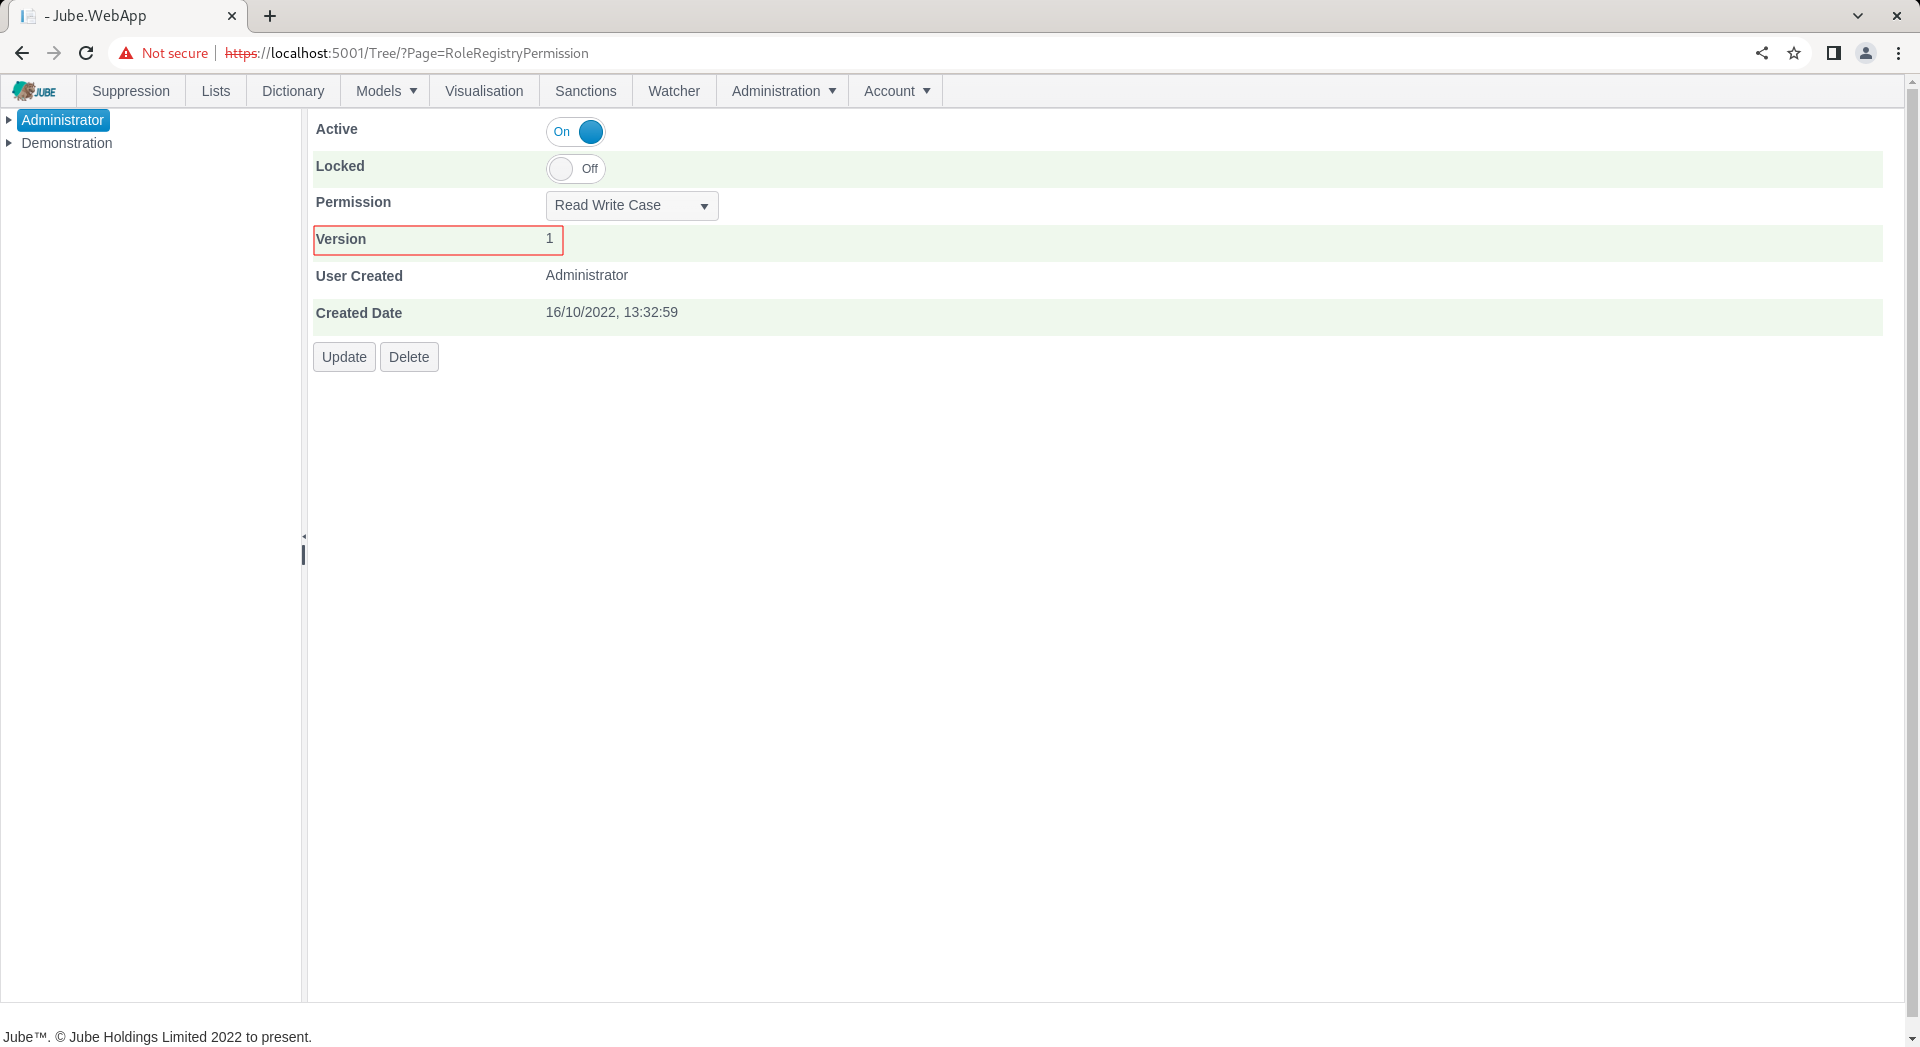 - Jube.WebApp
Not secure https://localhost:5001/Tree/?Page=RoleRegistryPermission
JUBE Suppression Lists Dictionary Models Visualisation Sanctions Watcher Administration Account
Administrator
Demonstration
Active On
Locked Off
Permission Read Write Case
Version 1
User Created Administrator
Created Date 16/10/2022, 13:32:59
Update Delete
Jube™. © Jube Holdings Limited 2022 to present.